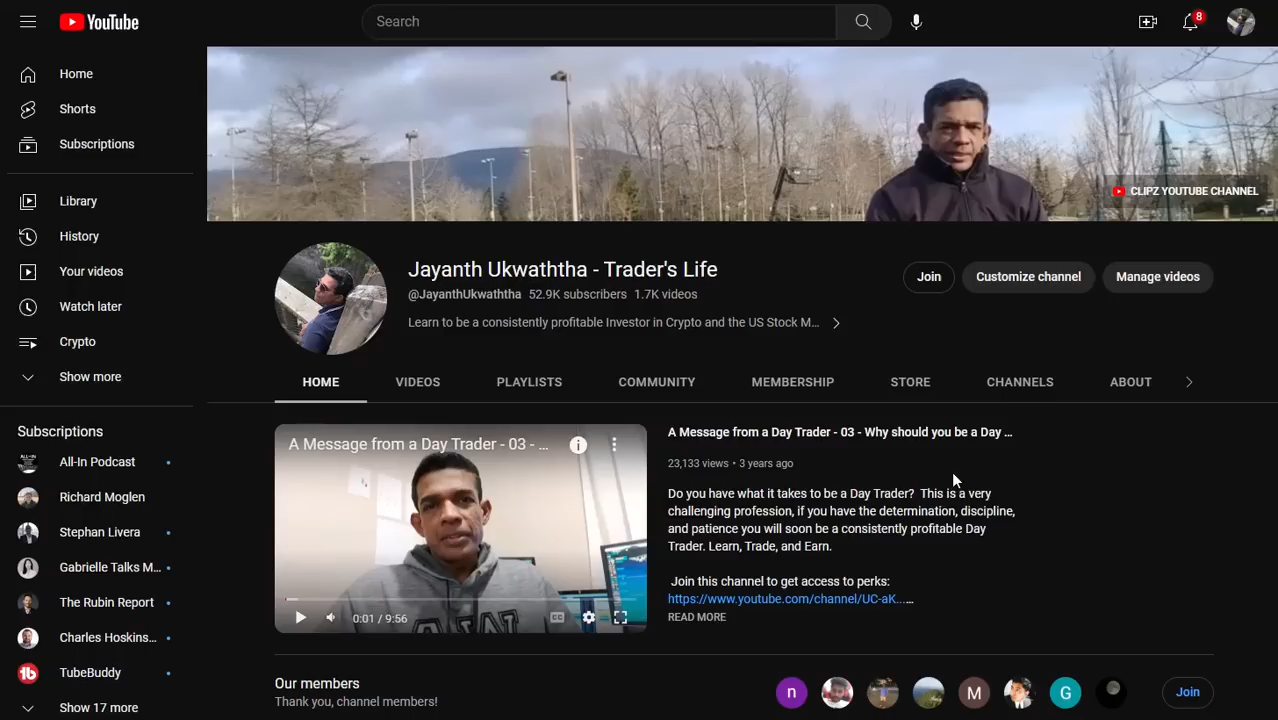 YouTube
Search
8
Home
Shorts
Subscriptions
Library
History
Your videos
Watch later
Crypto
Show more
Subscriptions
All-In Podcast
Richard Moglen
Stephan Livera
Gabrielle Talks M...
The Rubin Report
Charles Hoskins...
TubeBuddy
Show 17 more
CLIPZ YOUTUBE CHANNEL
Jayanth Ukwaththa - Trader's Life
@JayanthUkwaththa 52.9K subscribers 1.7K videos
Learn to be a consistently profitable Investor in Crypto and the US Stock M...
Join
Customize channel
Manage videos
HOME
VIDEOS
PLAYLISTS
COMMUNITY
MEMBERSHIP
STORE
CHANNELS
ABOUT
A Message from a Day Trader - 03 - ...
0:01 / 9:56
CC
A Message from a Day Trader - 03 - Why should you be a Day ...
23,133 views • 3 years ago
Do you have what it takes to be a Day Trader? This is a very
challenging profession, if you have the determination, discipline,
and patience you will soon be a consistently profitable Day
Trader. Learn, Trade, and Earn.
Join this channel to get access to perks:
https://www.youtube.com/channel/UC-aK...…
READ MORE
Our members
Thank you, channel members!
n
M
G
Join